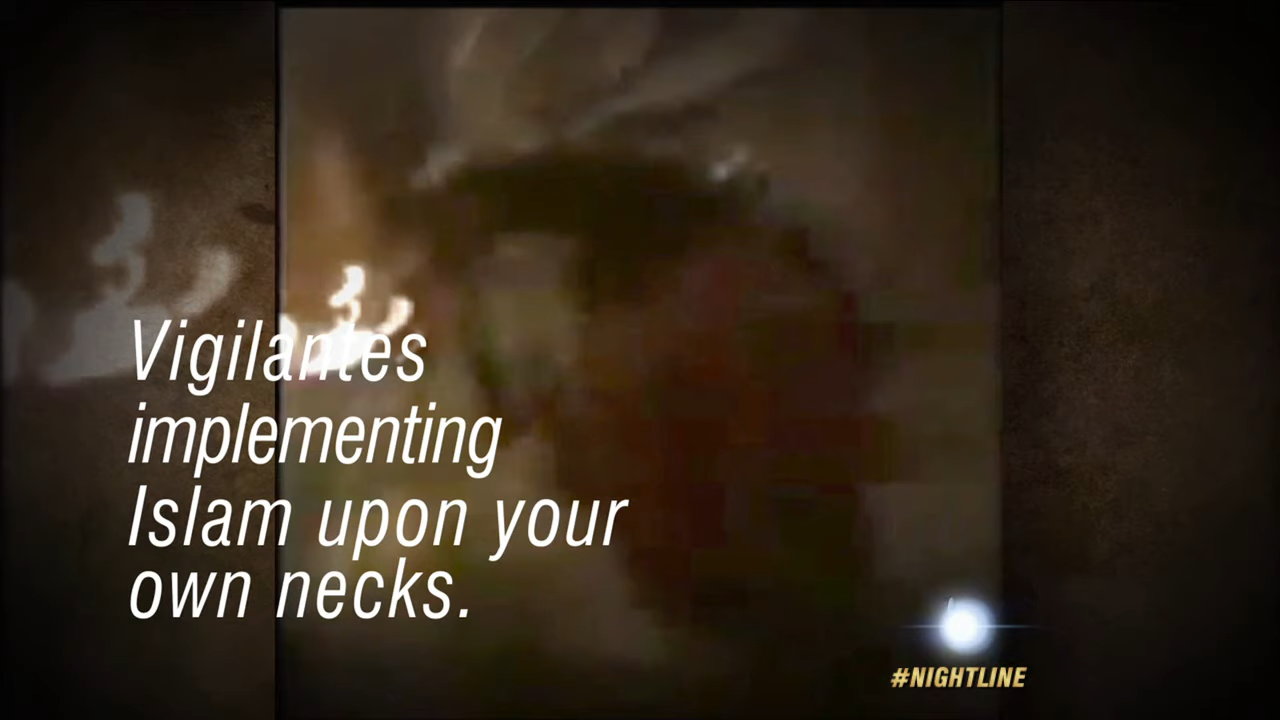 Vigilantes
implementing
Islam upon your
own necks.
#NIGHTLINE